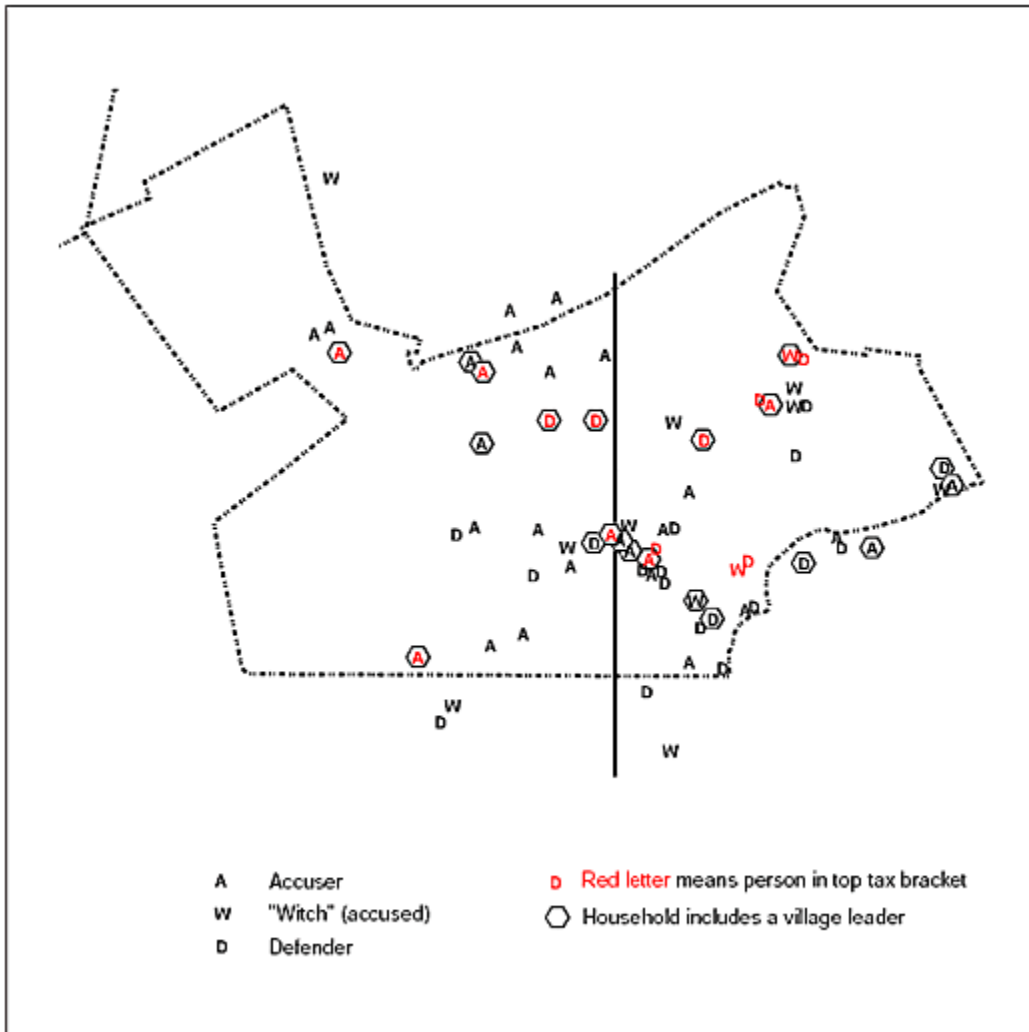 W
A
A
A A
A
A W D
A A A
A
W
D A W D
D D W
A D
D
D
A W A
D A A A W A D A
W D A A D D A
A A W D D
D D A D
D
W
A D
D
D
A
A
A A D
D
W
D
W
A Accuser
W "Witch" (accused)
D Defender
D Red letter means person in top tax bracket
Household includes a village leader